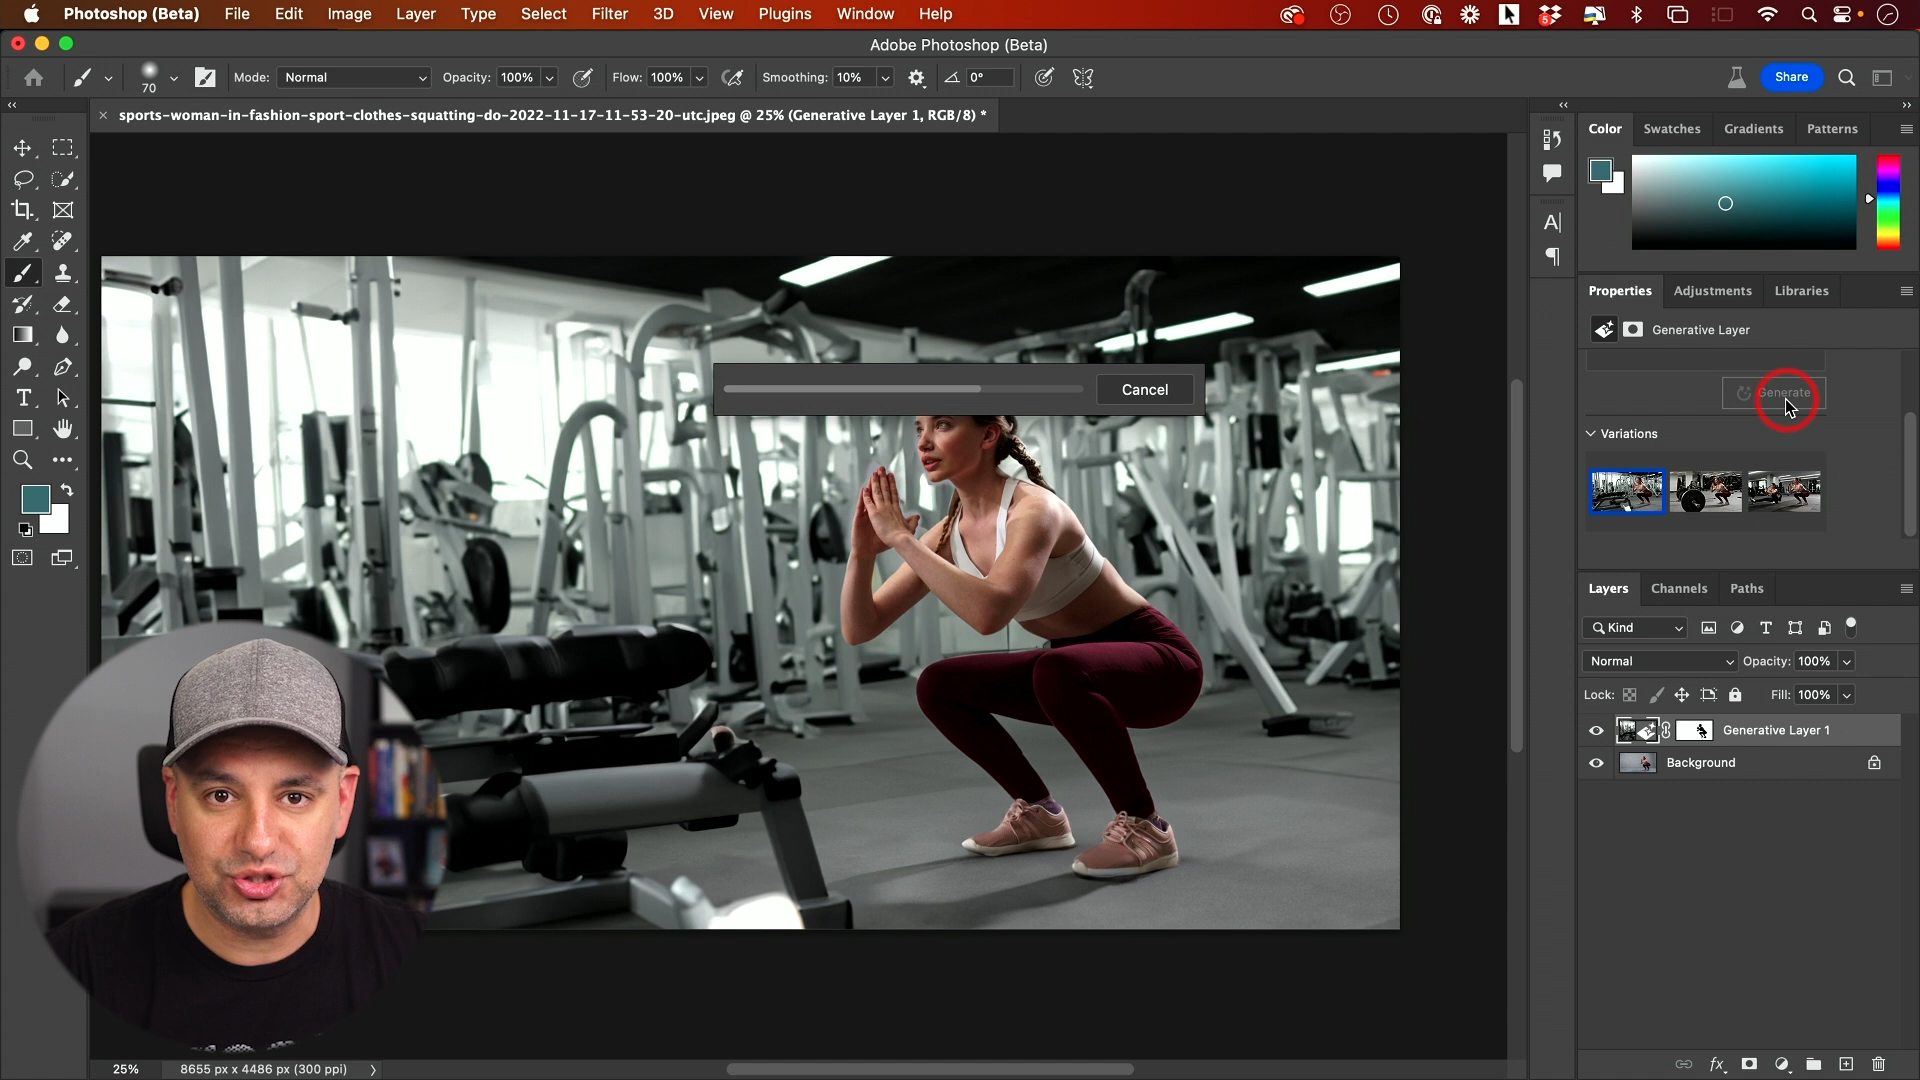 Photoshop (Beta) File Edit Image Layer Type Select Filter 3D View Plugins Window Help
5
Adobe Photoshop (Beta)
70 Mode: Normal Opacity: 100% Flow: 100% Smoothing: 10% 0° Share
sports-woman-in-fashion-sport-clothes-squatting-do-2022-11-17-11-53-20-utc.jpeg @ 25% (Generative Layer 1, RGB/8) *
Color Swatches Gradients Patterns
Properties Adjustments Libraries
Generative Layer
Cancel
Generate
Variations
Layers Channels Paths
Kind
Normal Opacity: 100%
Lock: Fill: 100%
Generative Layer 1
Background
25% 8655 px x 4486 px (300 ppi)